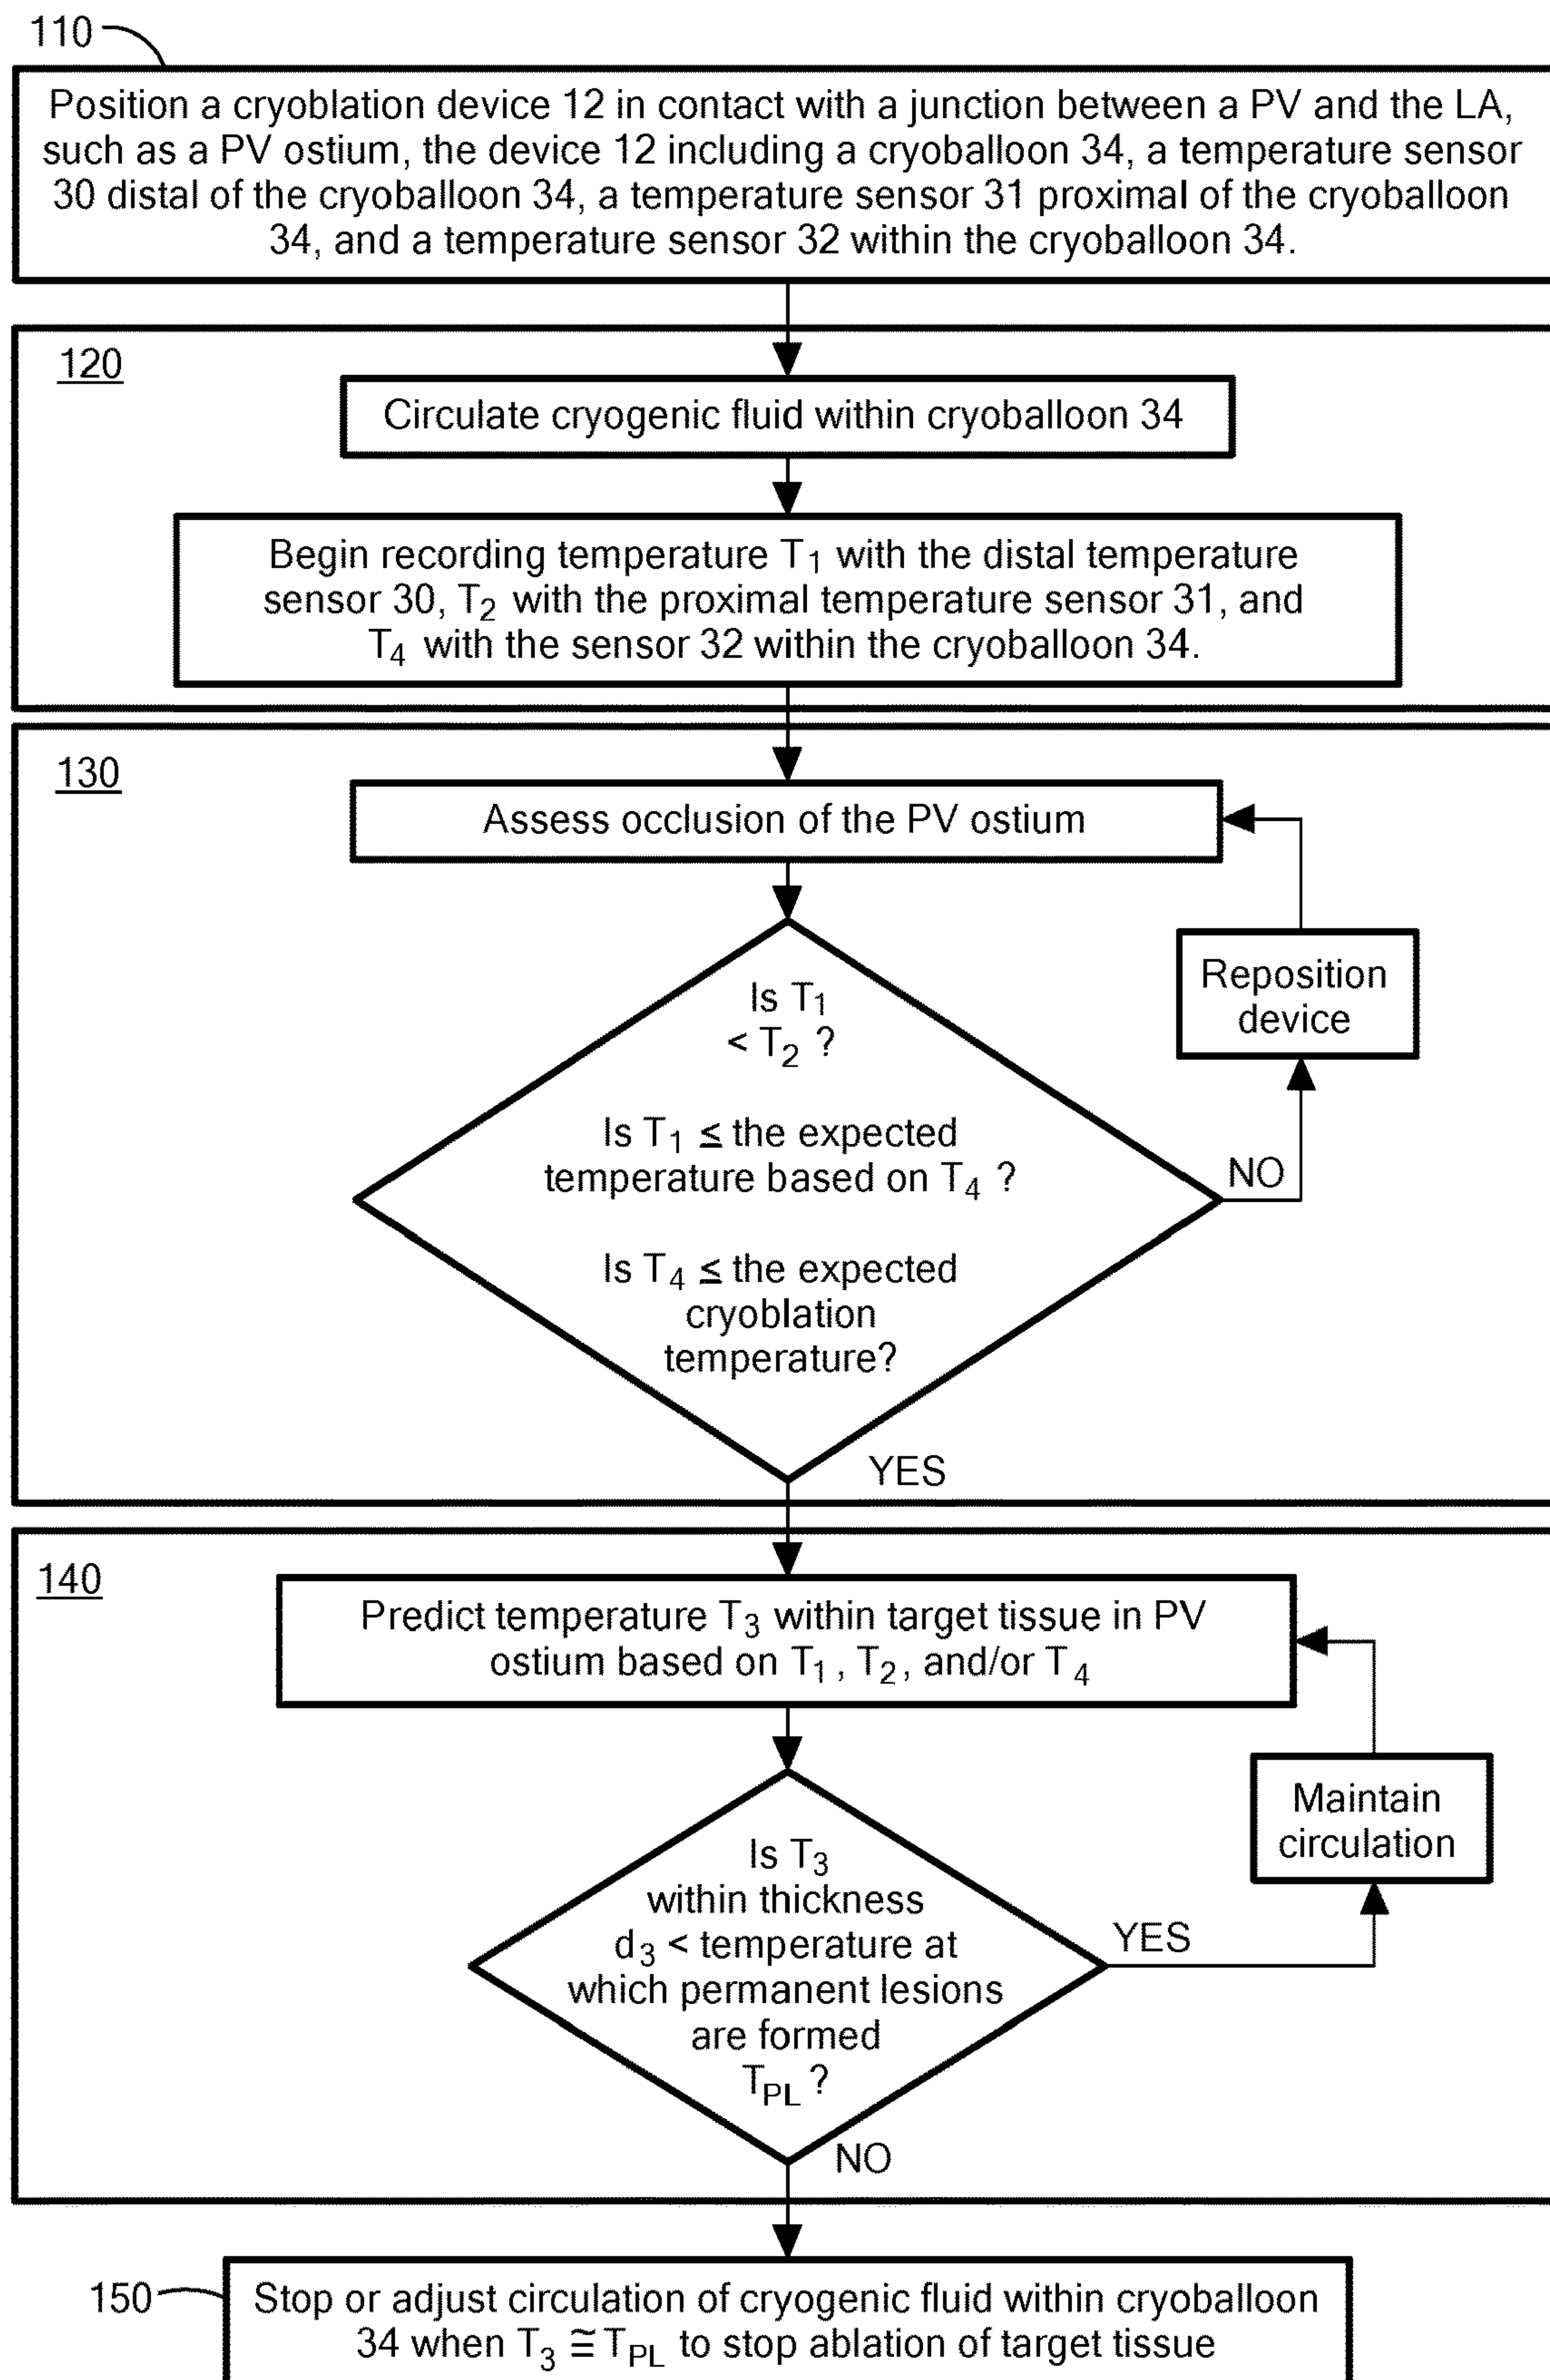 110
Position a cryoblation device 12 in contact with a junction between a PV and the LA,
such as a PV ostium, the device 12 including a cryoballoon 34, a temperature sensor
30 distal of the cryoballoon 34, a temperature sensor 31 proximal of the cryoballoon
34, and a temperature sensor 32 within the cryoballoon 34.
120
Circulate cryogenic fluid within cryoballoon 34
Begin recording temperature T1 with the distal temperature
sensor 30, T2 with the proximal temperature sensor 31, and
T4 with the sensor 32 within the cryoballoon 34.
130
Assess occlusion of the PV ostium
Reposition
device
Is T1
< T2 ?
Is T1 ≤ the expected
temperature based on T4 ?
NO
Is T4 ≤ the expected
cryoblation
temperature?
YES
140
Predict temperature T3 within target tissue in PV
ostium based on T1 , T2 , and/or T4
Maintain
circulation
Is T3
within thickness
d3 < temperature at
which permanent lesions
are formed
TPL ?
YES
NO
150
Stop or adjust circulation of cryogenic fluid within cryoballoon
34 when T3 ≅ TPL to stop ablation of target tissue